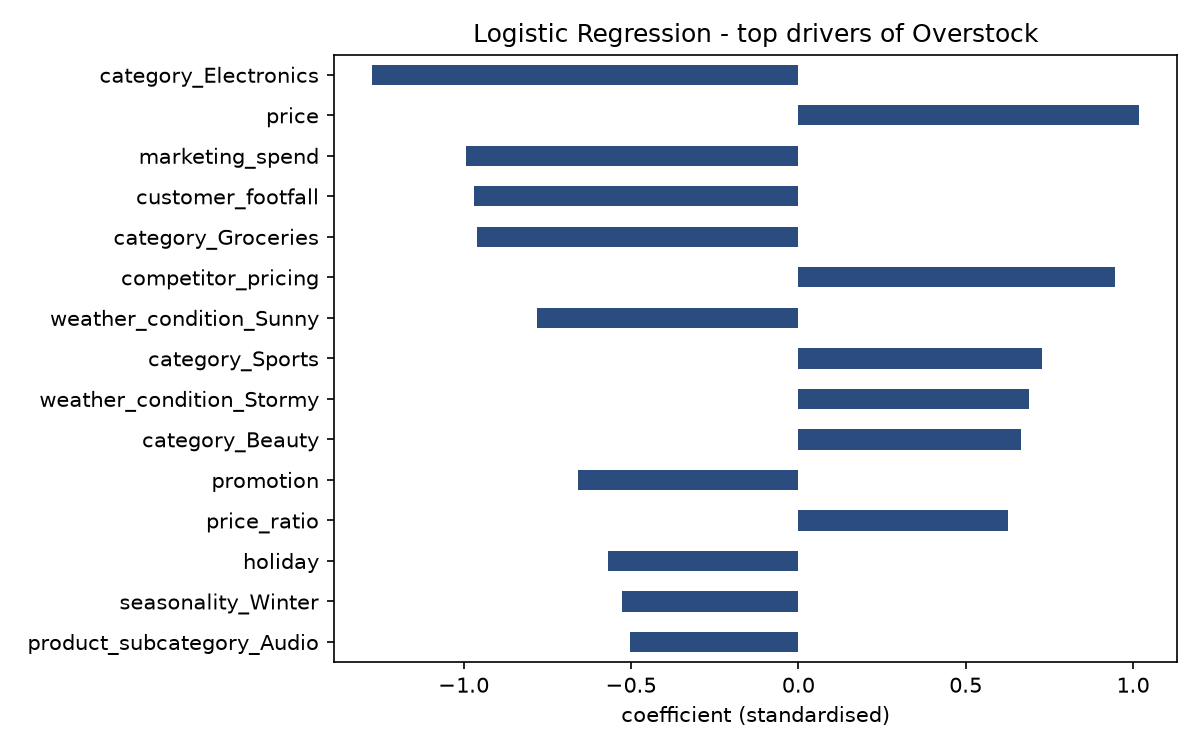 Logistic Regression - top drivers of Overstock
category_Electronics
price
marketing_spend
customer_footfall
category_Groceries
competitor_pricing
weather_condition_Sunny
category_Sports
weather_condition_Stormy
category_Beauty
promotion
price_ratio
holiday
seasonality_Winter
product_subcategory_Audio
−1.0 −0.5 0.0 0.5 1.0
coefficient (standardised)